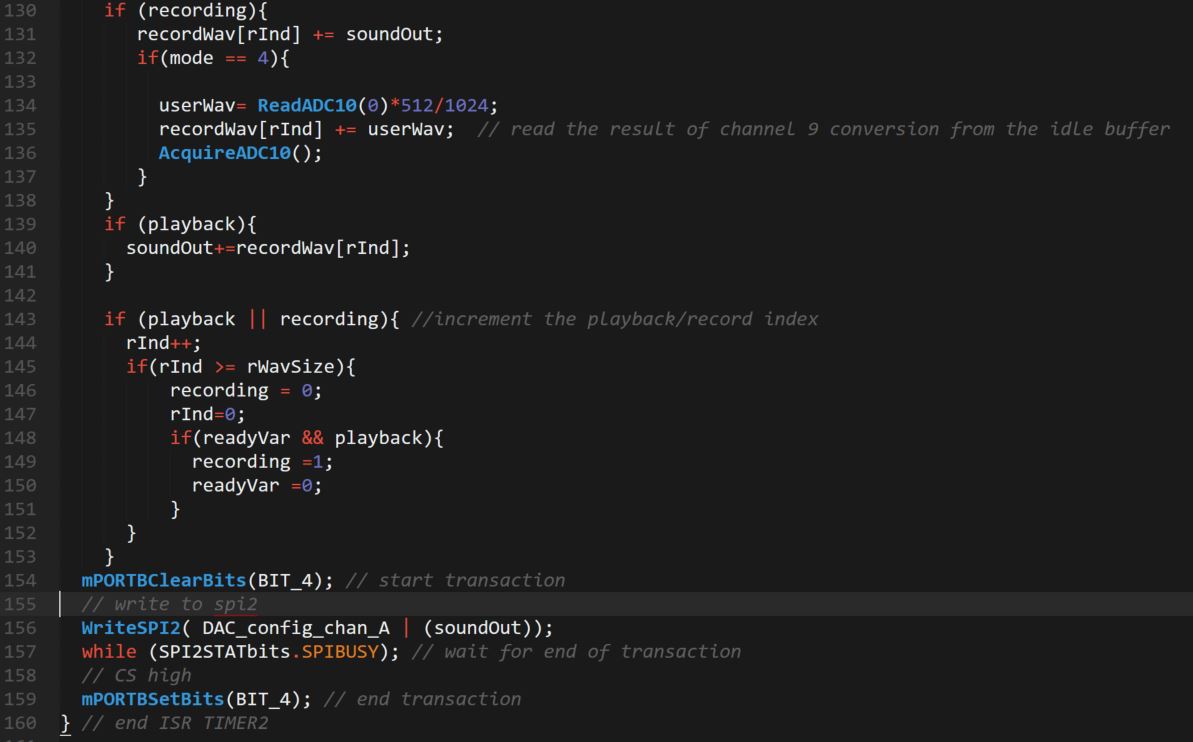 130 if (recording){
131 recordWav[rInd] += soundOut;
132 if(mode == 4){
133
134 userWav= ReadADC10(0)*512/1024;
135 recordWav[rInd] += userWav; // read the result of channel 9 conversion from the idle buffer
136 AcquireADC10();
137 }
138 }
139 if (playback){
140 soundOut+=recordWav[rInd];
141 }
142
143 if (playback || recording){ //increment the playback/record index
144 rInd++;
145 if(rInd >= rWavSize){
146 recording = 0;
147 rInd=0;
148 if(readyVar && playback){
149 recording =1;
150 readyVar =0;
151 }
152 }
153 }
154 mPORTBClearBits(BIT_4); // start transaction
155 // write to spi2
156 WriteSPI2( DAC_config_chan_A | (soundOut));
157 while (SPI2STATbits.SPIBUSY); // wait for end of transaction
158 // CS high
159 mPORTBSetBits(BIT_4); // end transaction
160 } // end ISR TIMER2